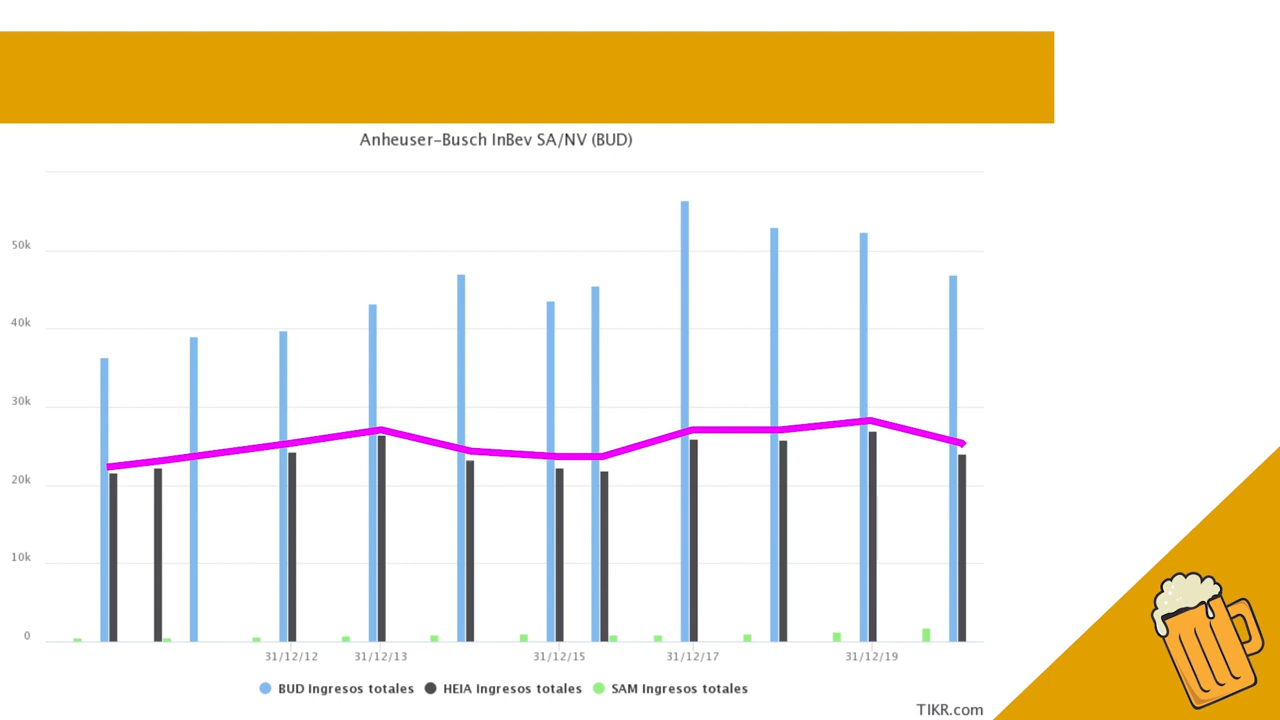 Anheuser-Busch InBev SA/NV (BUD)
50k
40k
30k
20k
10k
0
31/12/12 31/12/13 31/12/15 31/12/17 31/12/19
BUD Ingresos totales HEIA Ingresos totales SAM Ingresos totales
TIKR.com